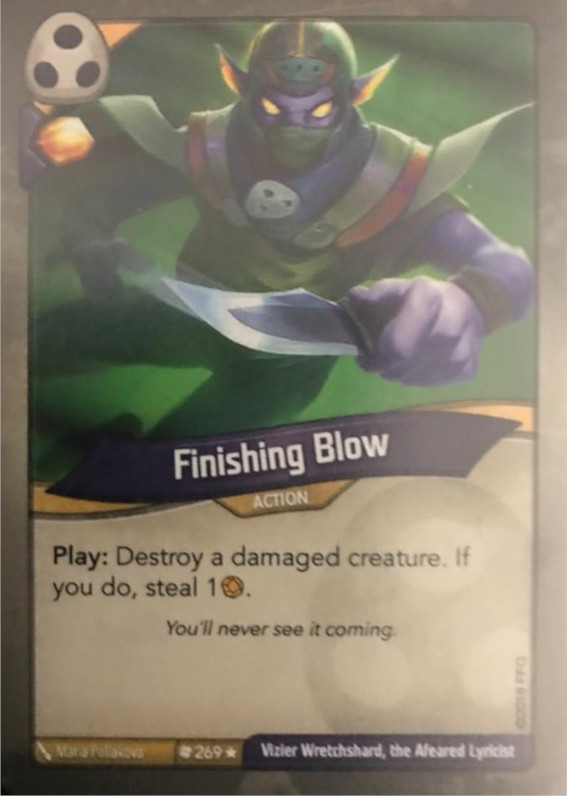 Finishing Blow
ACTION
Play: Destroy a damaged creature. If
you do, steal 1.
You'll never see it coming.
©2018 FFG
Maria Poliakova
269
Vizier Wretchshard, the Afeared Lyricist